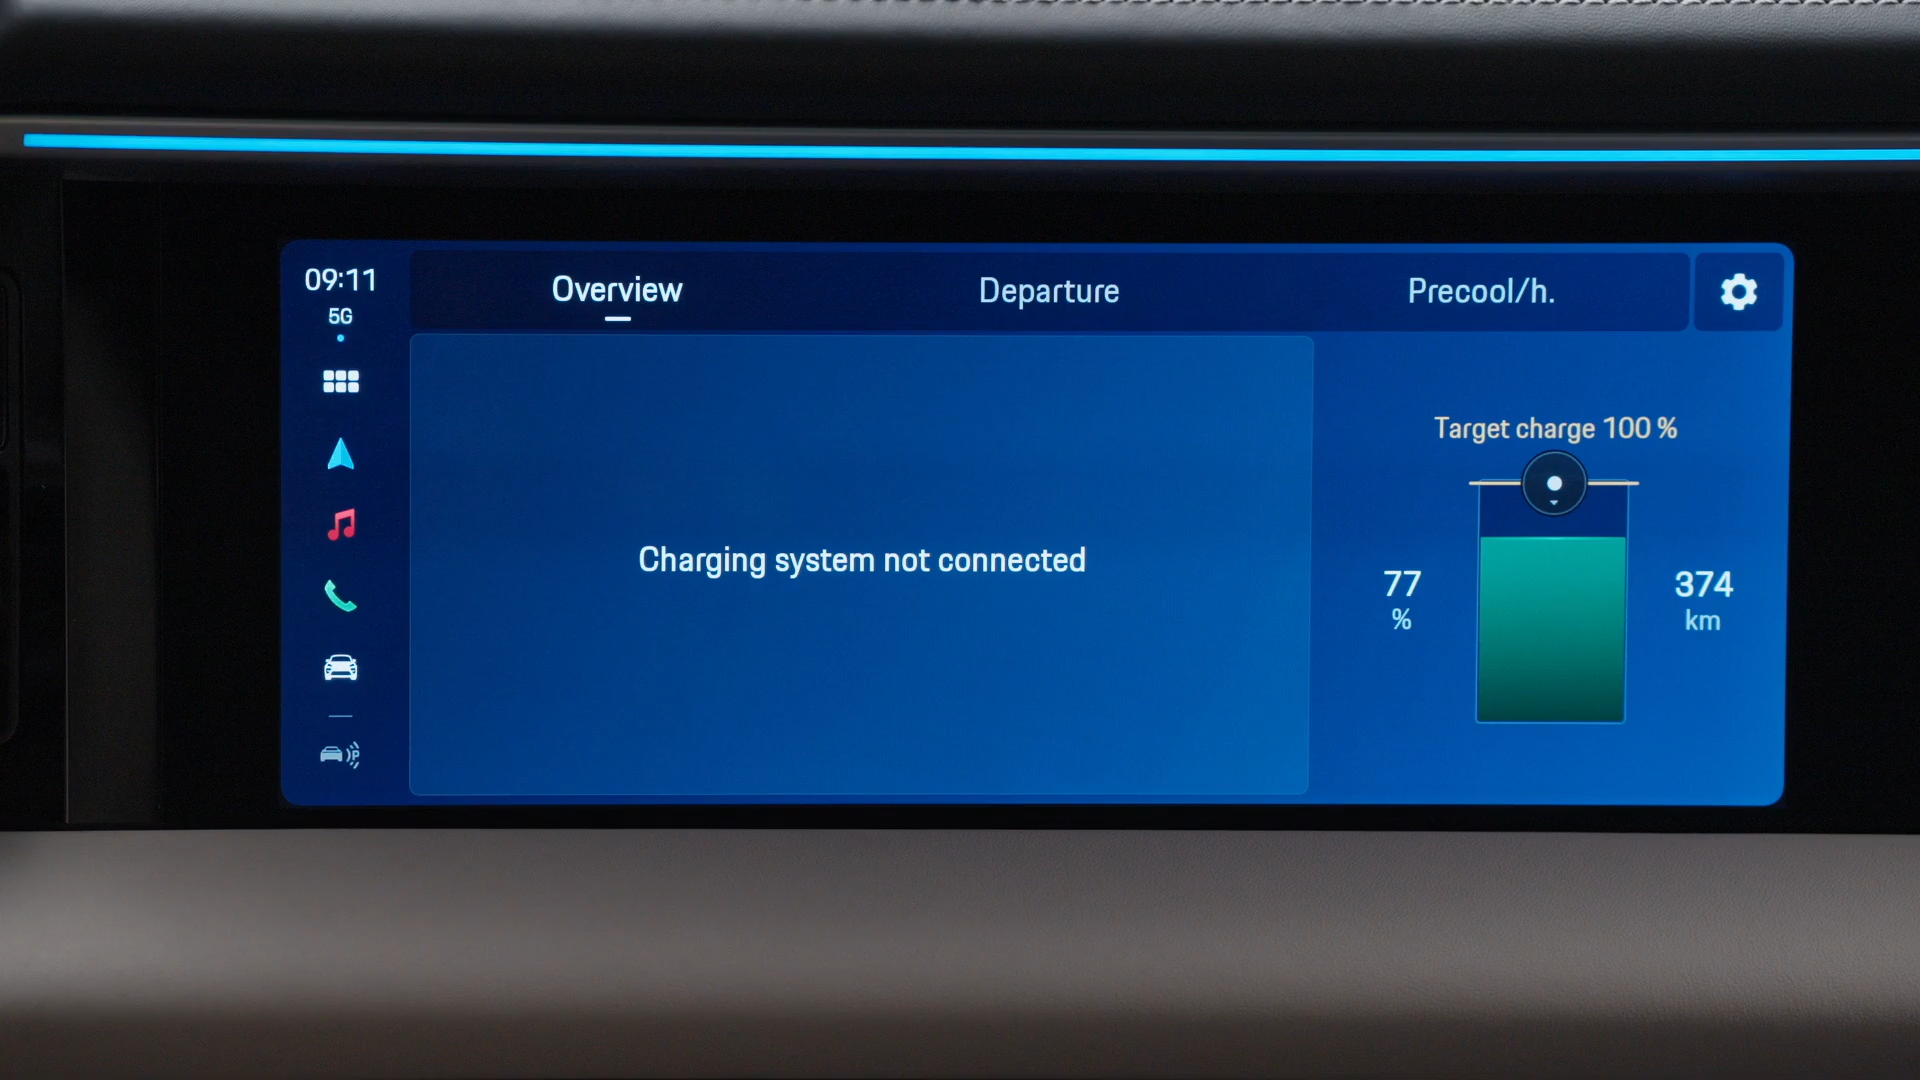 09:11
5G
Overview
Departure
Precool/h.
Target charge 100 %
Charging system not connected
77
%
374
km
P